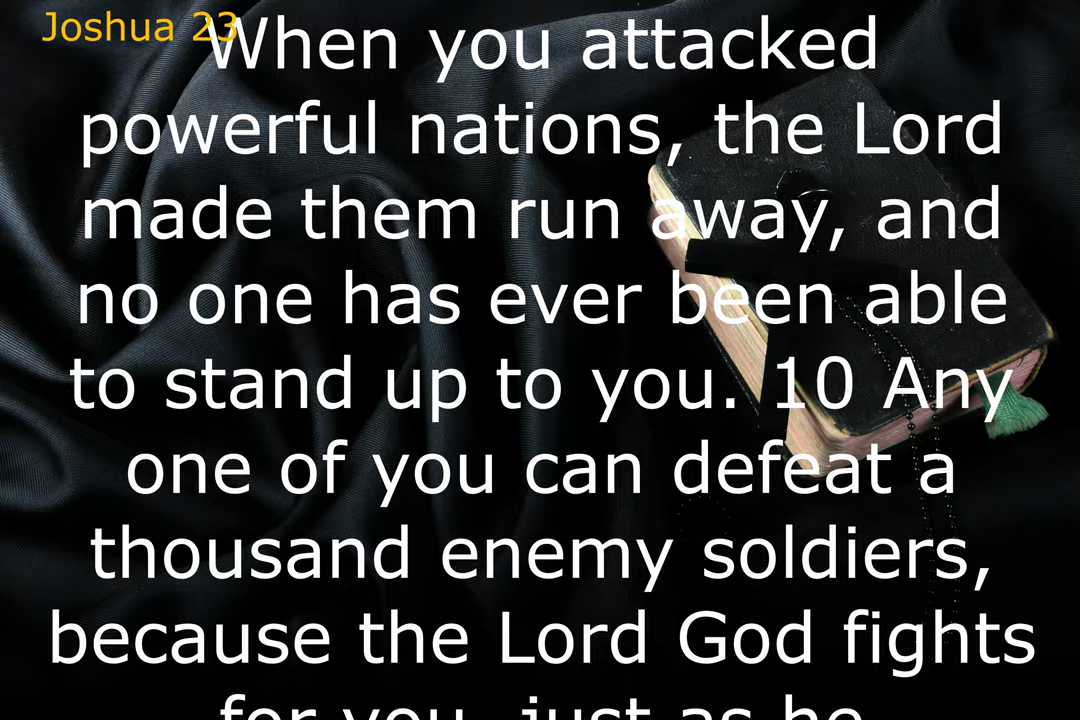 Joshua 23
When you attacked
powerful nations, the Lord
made them run away, and
no one has ever been able
to stand up to you. 10 Any
one of you can defeat a
thousand enemy soldiers,
because the Lord God fights
for you, just as he